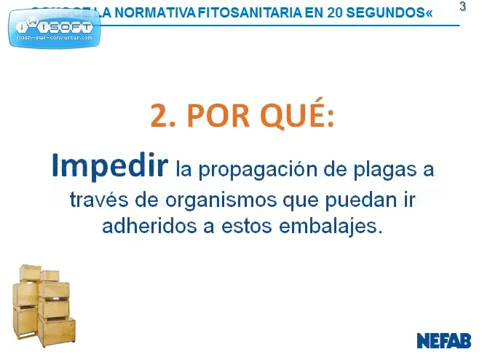 LA NORMATIVA FITOSANITARIA EN 20 SEGUNDOS«
3
SOFT
2. POR QUÉ:
Impedir la propagación de plagas a
través de organismos que puedan ir
adheridos a estos embalajes.
NEFAB